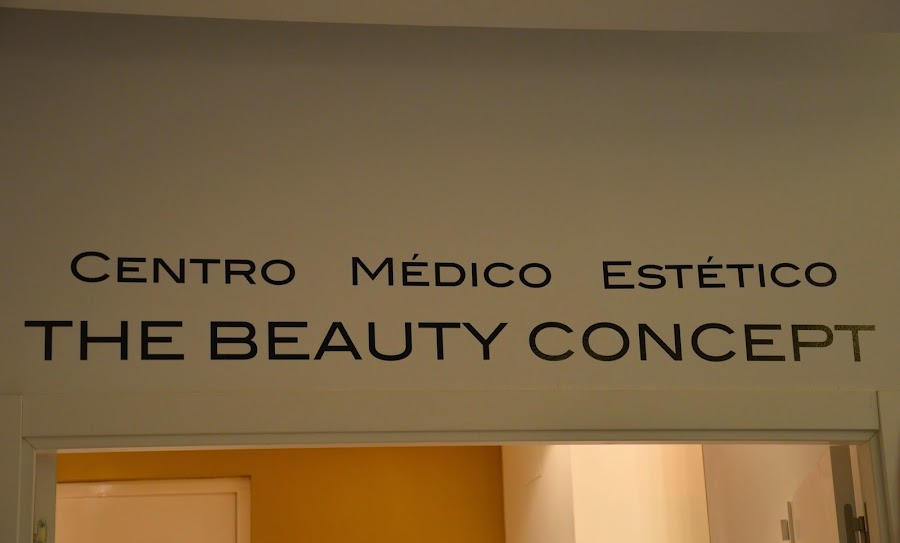 Centro Médico Estético
THE BEAUTY CONCEPT